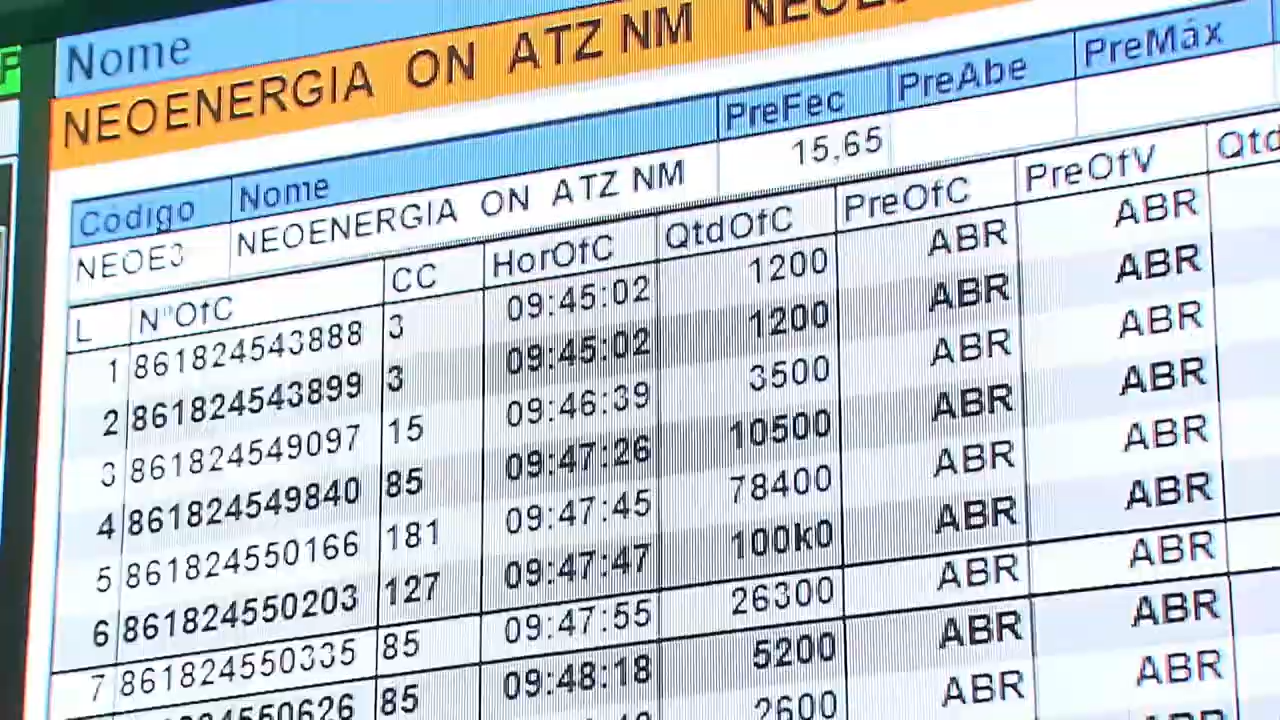 Nome
NEOENERGIA ON ATZ NM
Código Nome PreFec PreAbe PreMáx
NEOE3 NEOENERGIA ON ATZ NM 15,65
L NºOfC CC HorOfC QtdOfC PreOfC PreOfV Qtd
1 861824543888 3 09:45:02 1200 ABR ABR
2 861824543899 3 09:45:02 1200 ABR ABR
3 861824549097 15 09:46:39 3500 ABR ABR
4 861824549840 85 09:47:26 10500 ABR ABR
5 861824550166 181 09:47:45 78400 ABR ABR
6 861824550203 127 09:47:47 100k0 ABR ABR
7 861824550335 85 09:47:55 26300 ABR ABR
85 09:48:18 5200 ABR ABR
2600 ABR ABR